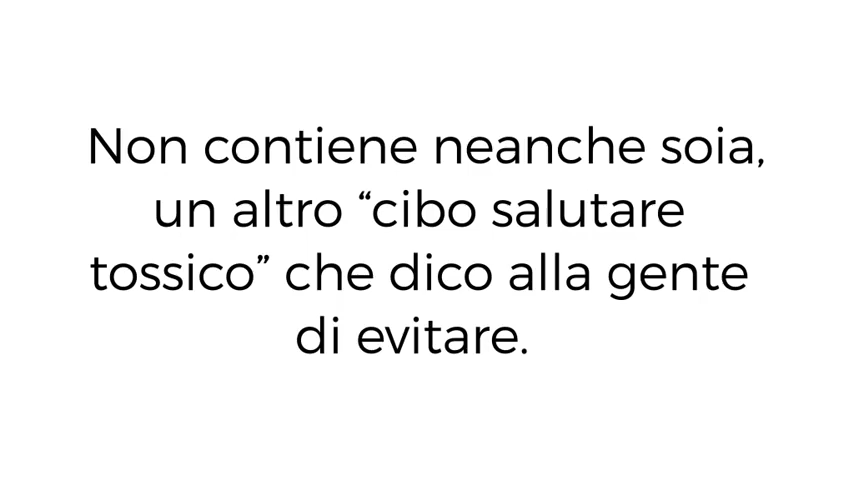 Non contiene neanche soia,
un altro “cibo salutare
tossico” che dico alla gente
di evitare.